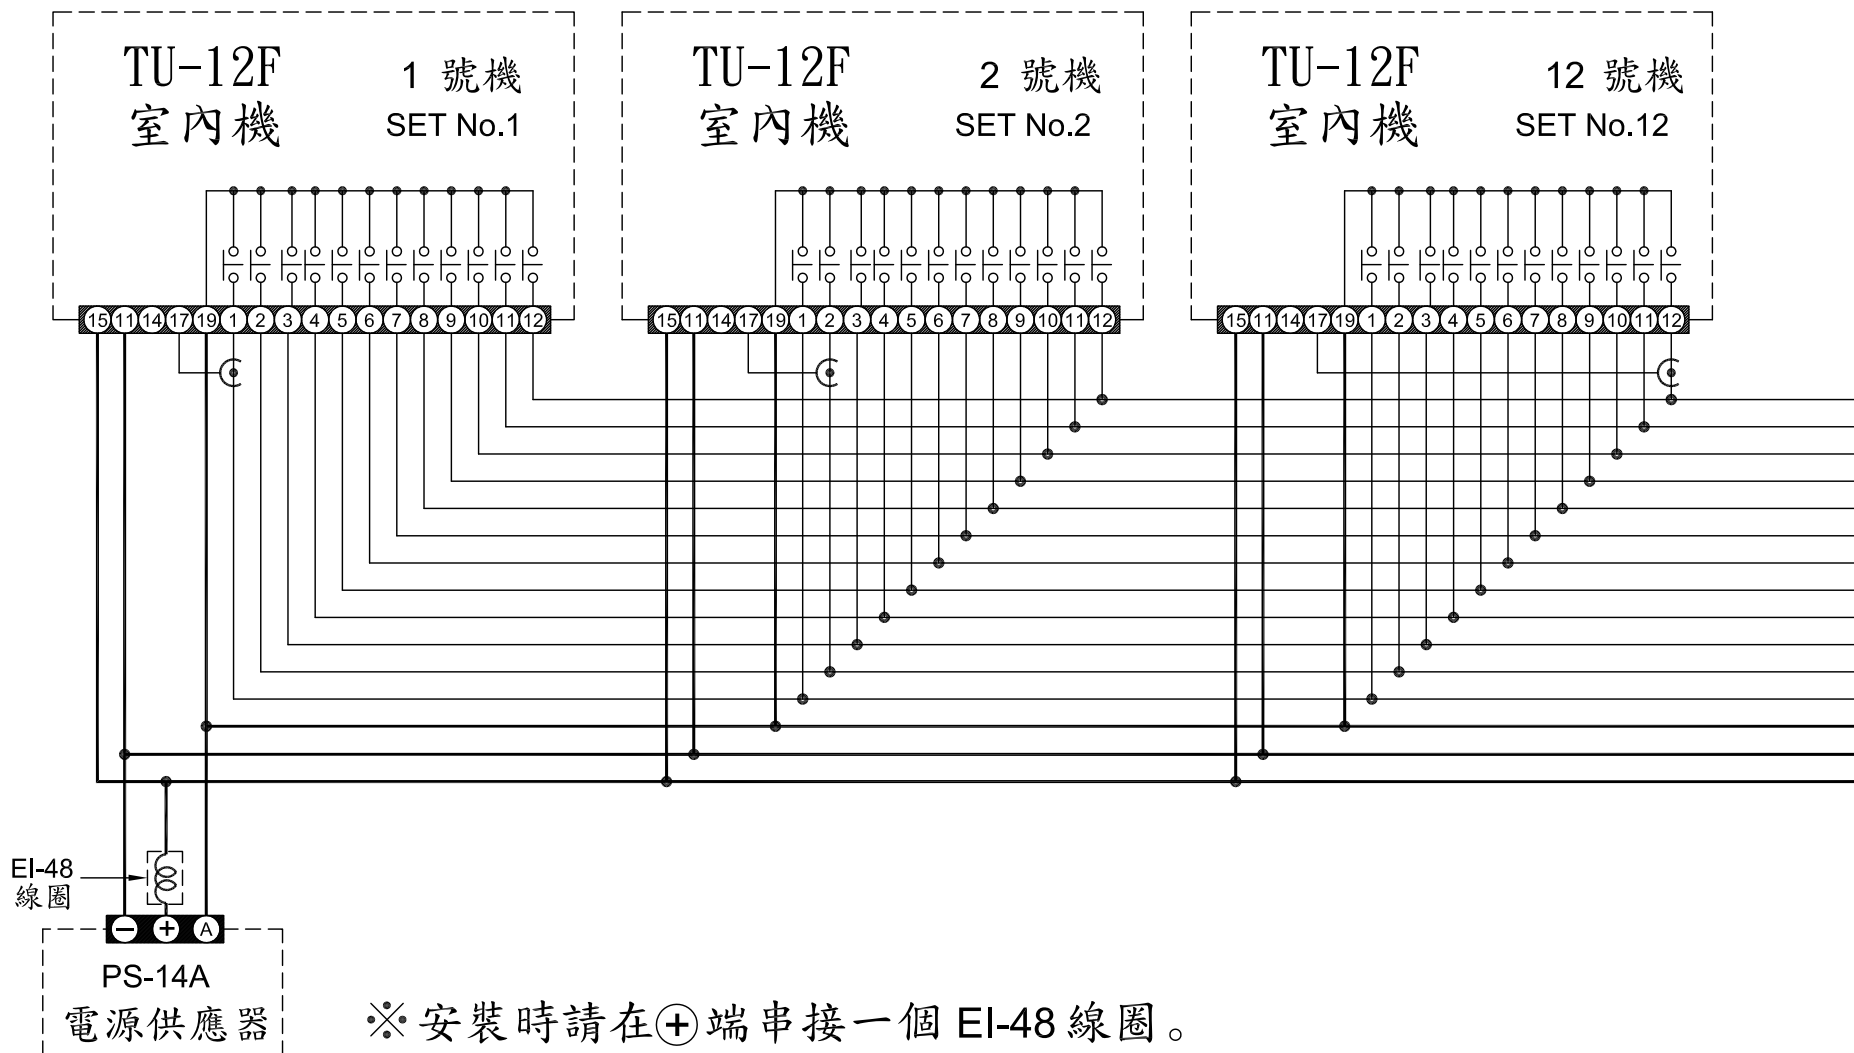 TU-12F 1 號機
室內機 SET No.1
TU-12F 2 號機
室內機 SET No.2
TU-12F 12 號機
室內機 SET No.12
15 11 14 17 19 1 2 3 4 5 6 7 8 9 10 11 12
15 11 14 17 19 1 2 3 4 5 6 7 8 9 10 11 12
15 11 14 17 19 1 2 3 4 5 6 7 8 9 10 11 12
EI-48
線圈
− + A
PS-14A
電源供應器
※安裝時請在⊕端串接一個 EI-48 線圈。